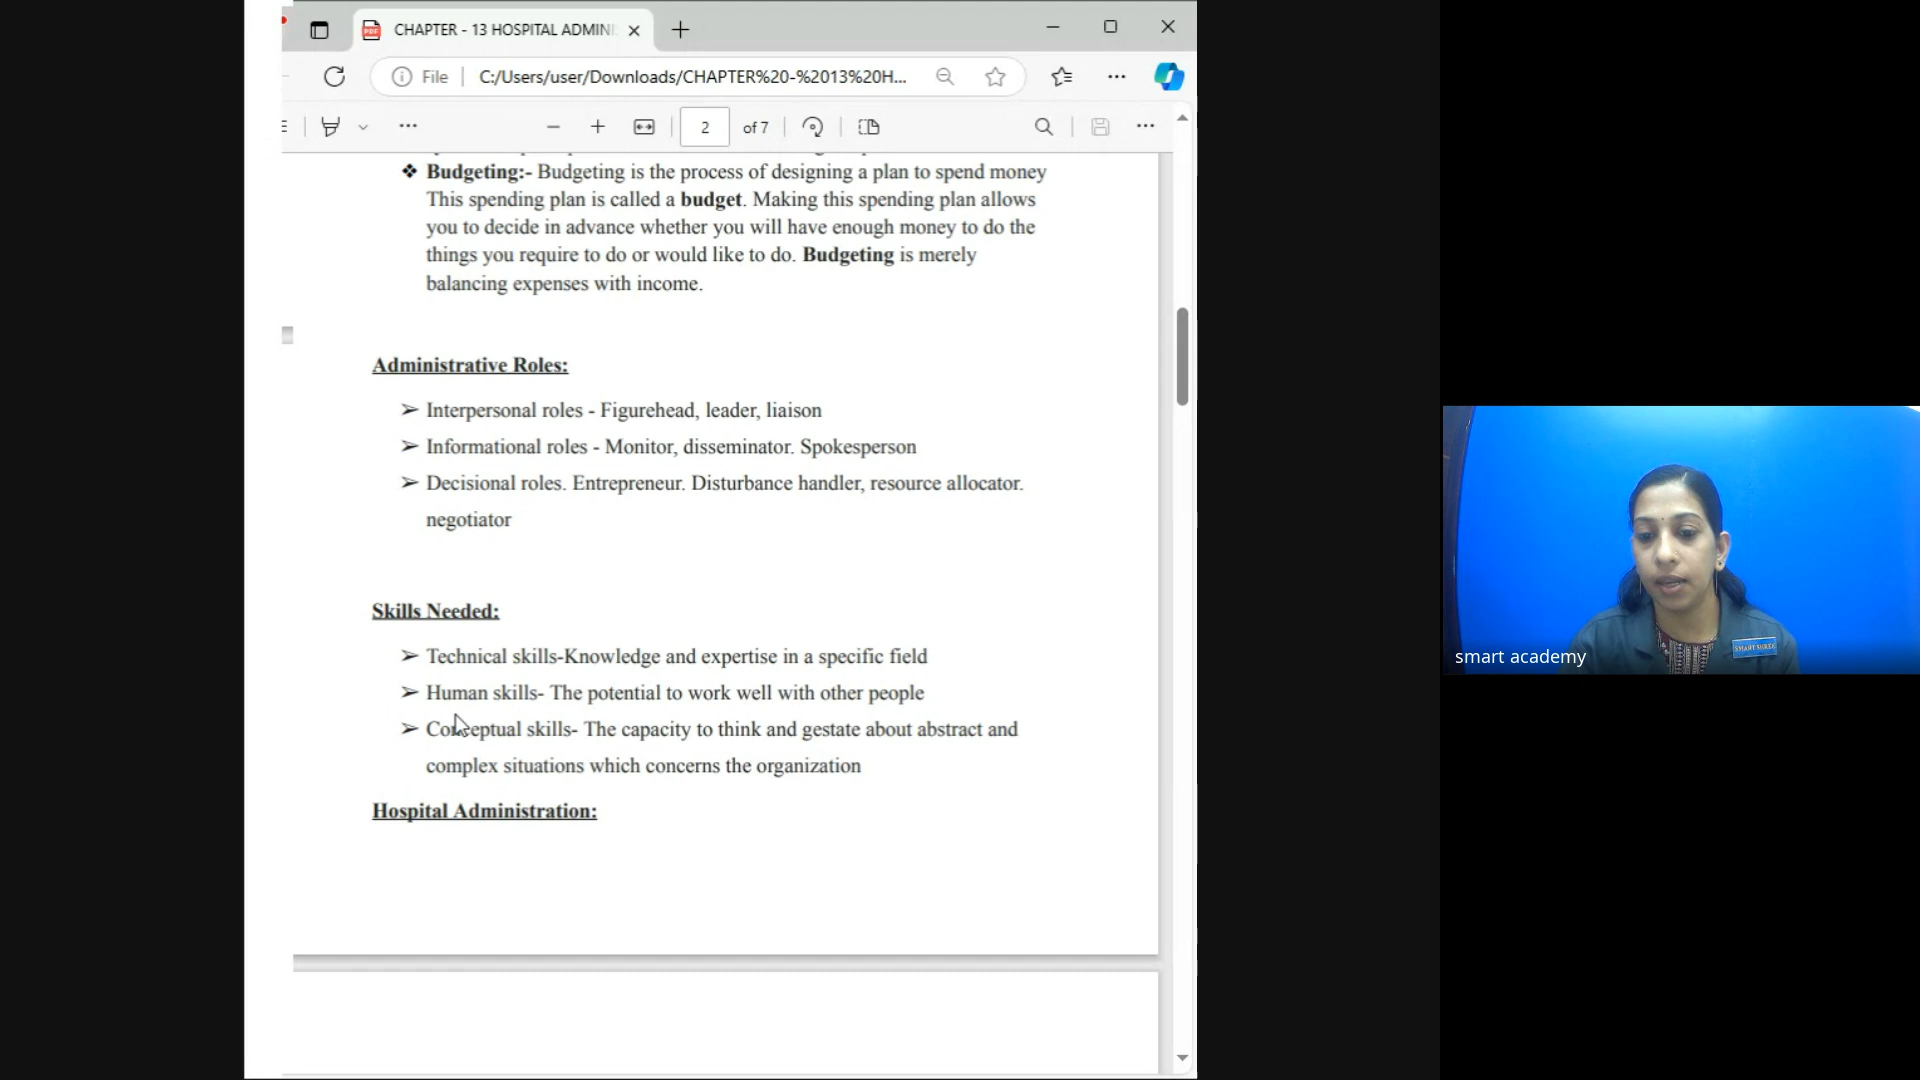 CHAPTER - 13 HOSPITAL ADMIN
File
C:/Users/user/Downloads/CHAPTER%20-%2013%20H...
2 of 7
❖ Budgeting:- Budgeting is the process of designing a plan to spend money
This spending plan is called a budget. Making this spending plan allows
you to decide in advance whether you will have enough money to do the
things you require to do or would like to do. Budgeting is merely
balancing expenses with income.
Administrative Roles:
➢ Interpersonal roles - Figurehead, leader, liaison
➢ Informational roles - Monitor, disseminator. Spokesperson
➢ Decisional roles. Entrepreneur. Disturbance handler, resource allocator.
negotiator
Skills Needed:
➢ Technical skills-Knowledge and expertise in a specific field
➢ Human skills- The potential to work well with other people
➢ Conceptual skills- The capacity to think and gestate about abstract and
complex situations which concerns the organization
Hospital Administration:
smart academy